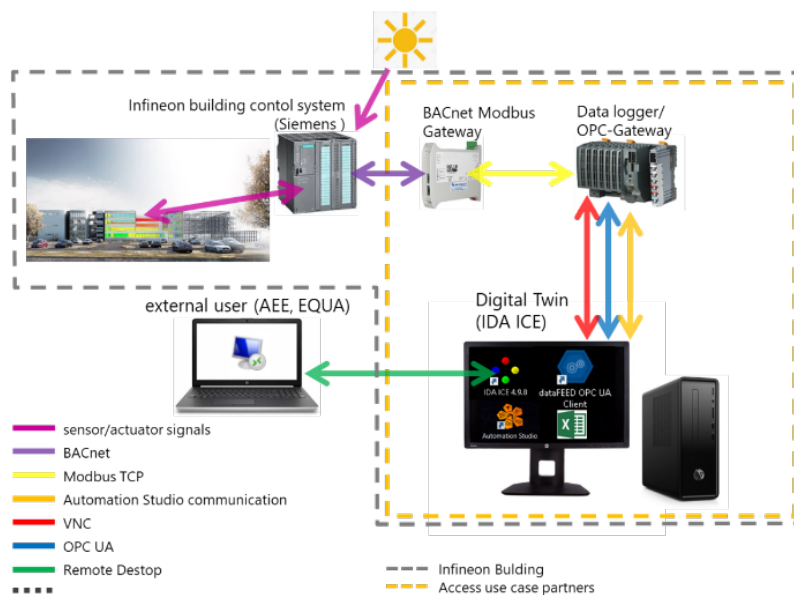 Infineon building contol system
(Siemens )
BACnet Modbus
Gateway
Data logger/
OPC-Gateway
external user (AEE, EQUA)
Digital Twin
(IDA ICE)
IDA ICE 4.9.8
dataFEED OPC UA
Client
Automation Studio
sensor/actuator signals
BACnet
Modbus TCP
Automation Studio communication
VNC
OPC UA
Remote Destop
Infineon Bulding
Access use case partners